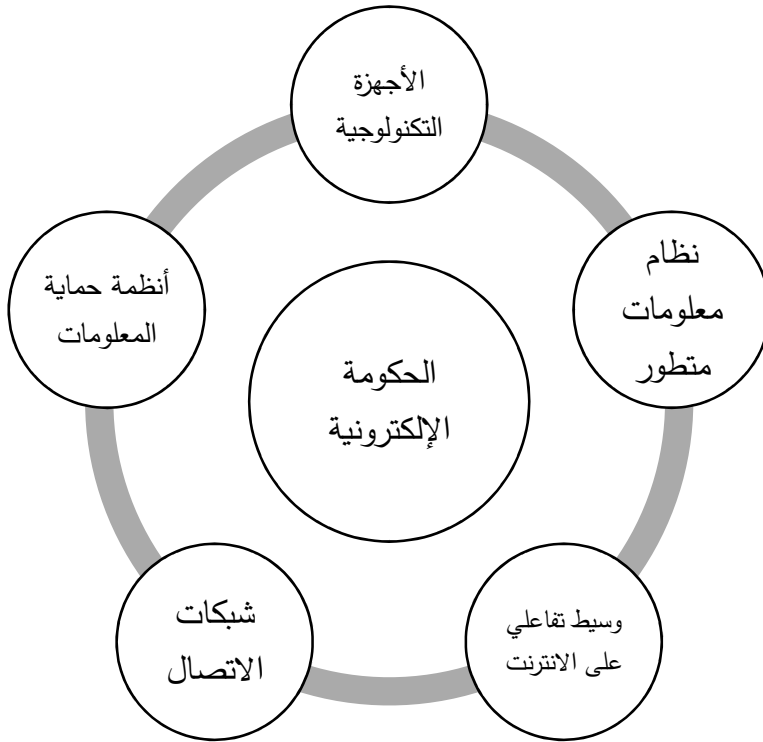 الأجهزة
التكنولوجية
نظام
معلومات
متطور
أنظمة حماية
المعلومات
الحكومة
الإلكترونية
وسيط تفاعلي
على الانترنت
شبكات
الاتصال